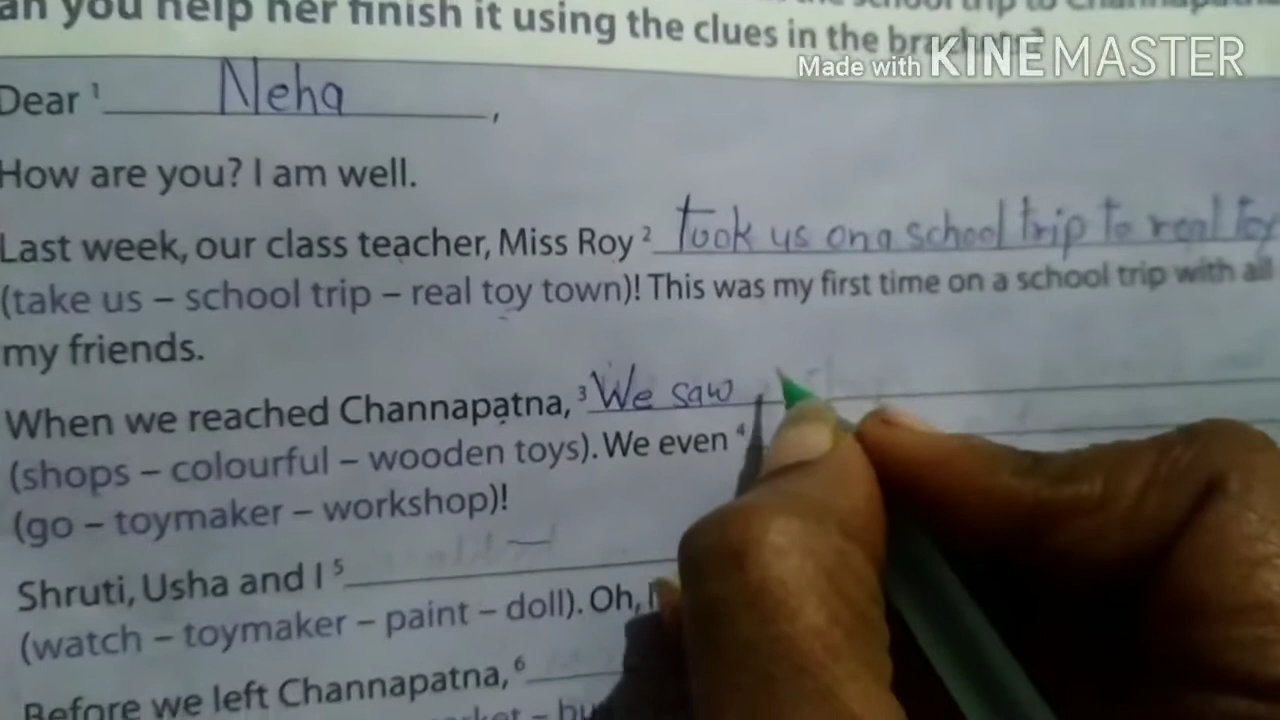 an you help her finish it using the clues in the brackets?
Made with KINEMASTER
Dear 1 Neha,
How are you? I am well.
Last week, our class teacher, Miss Roy 2 took us on a school trip to real toy
(take us – school trip – real toy town)! This was my first time on a school trip with all
my friends.
When we reached Channapatna, 3 We saw
(shops – colourful – wooden toys). We even 4
(go – toymaker – workshop)!
Shruti, Usha and I 5
(watch – toymaker – paint – doll). Oh,
Before we left Channapatna, 6